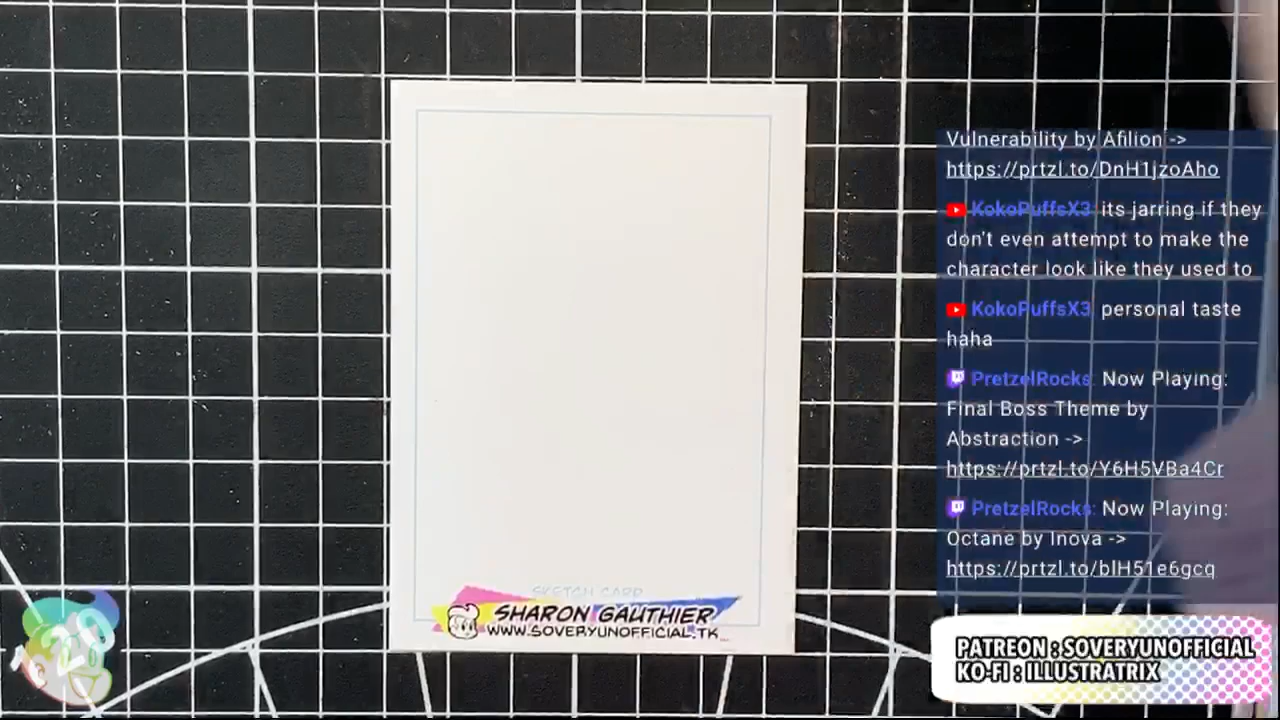 Vulnerability by Afilion ->
https://prtzl.to/DnH1jzoAho
KokoPuffsX3: its jarring if they
don't even attempt to make the
character look like they used to
KokoPuffsX3: personal taste
haha
PretzelRocks: Now Playing:
Final Boss Theme by
Abstraction ->
https://prtzl.to/Y6H5VBa4Cr
PretzelRocks: Now Playing:
Octane by Inova ->
https://prtzl.to/blH51e6gcq
SKETCH CARD
SHARON GAUTHIER
WWW.SOVERYUNOFFICIAL.TK
PATREON : SOVERYUNOFFICIAL
KO-FI : ILLUSTRATRIX